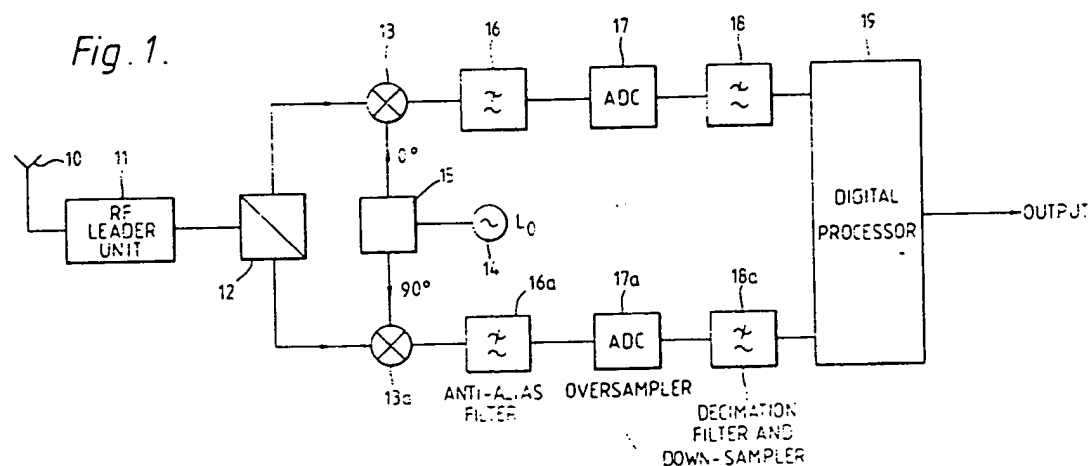 Fig. 1.
13
16
17
18
19
10
11
RF
LEADER
UNIT
12
0°
15
L0
14
90°
ADC
DIGITAL
PROCESSOR
OUTPUT
16a
17a
18a
ADC
13a
ANTI-ALIAS
FILTER
OVERSAMPLER
DECIMATION
FILTER AND
DOWN-SAMPLER